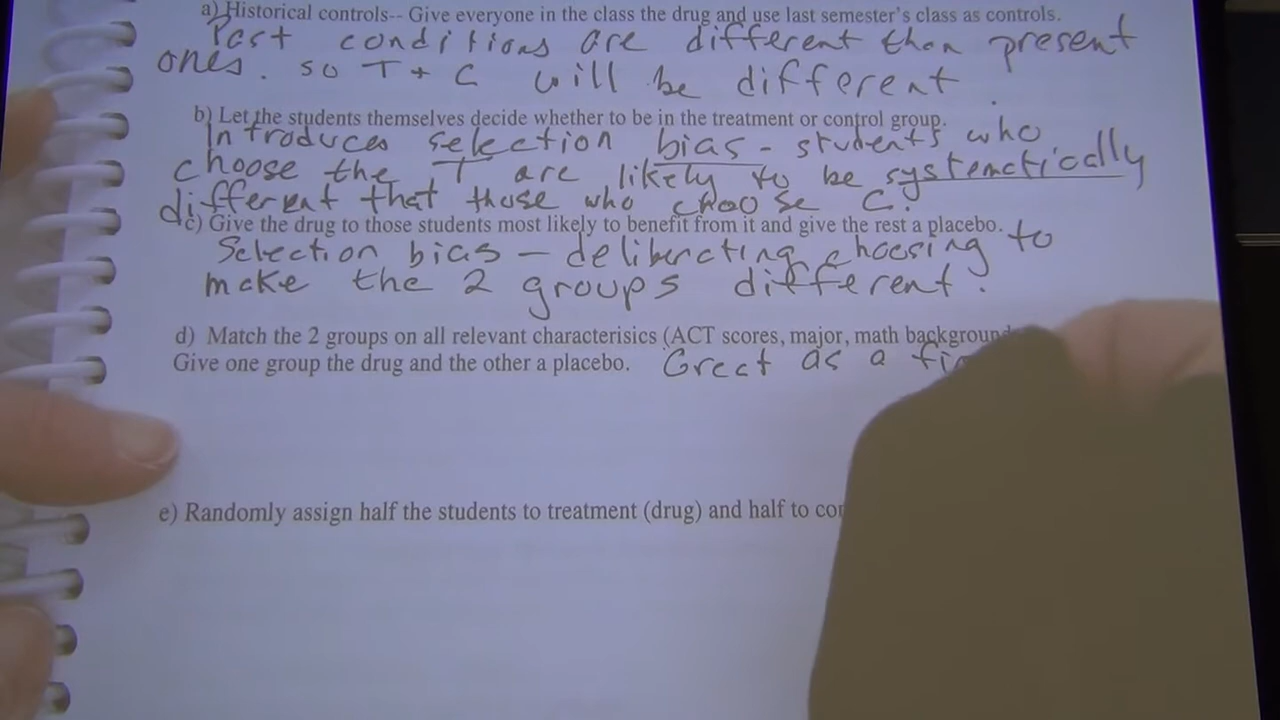 a) Historical controls-- Give everyone in the class the drug and use last semester's class as controls.
Past conditions are different than present
ones. so T + C will be different.
b) Let the students themselves decide whether to be in the treatment or control group.
Introduces selection bias - students who
choose the T are likely to be systematically
different that those who choose C.
c) Give the drug to those students most likely to benefit from it and give the rest a placebo.
Selection bias – deliberating choosing to
make the 2 groups different.
d) Match the 2 groups on all relevant characterisics (ACT scores, major, math background
Give one group the drug and the other a placebo. Great as a
e) Randomly assign half the students to treatment (drug) and half to